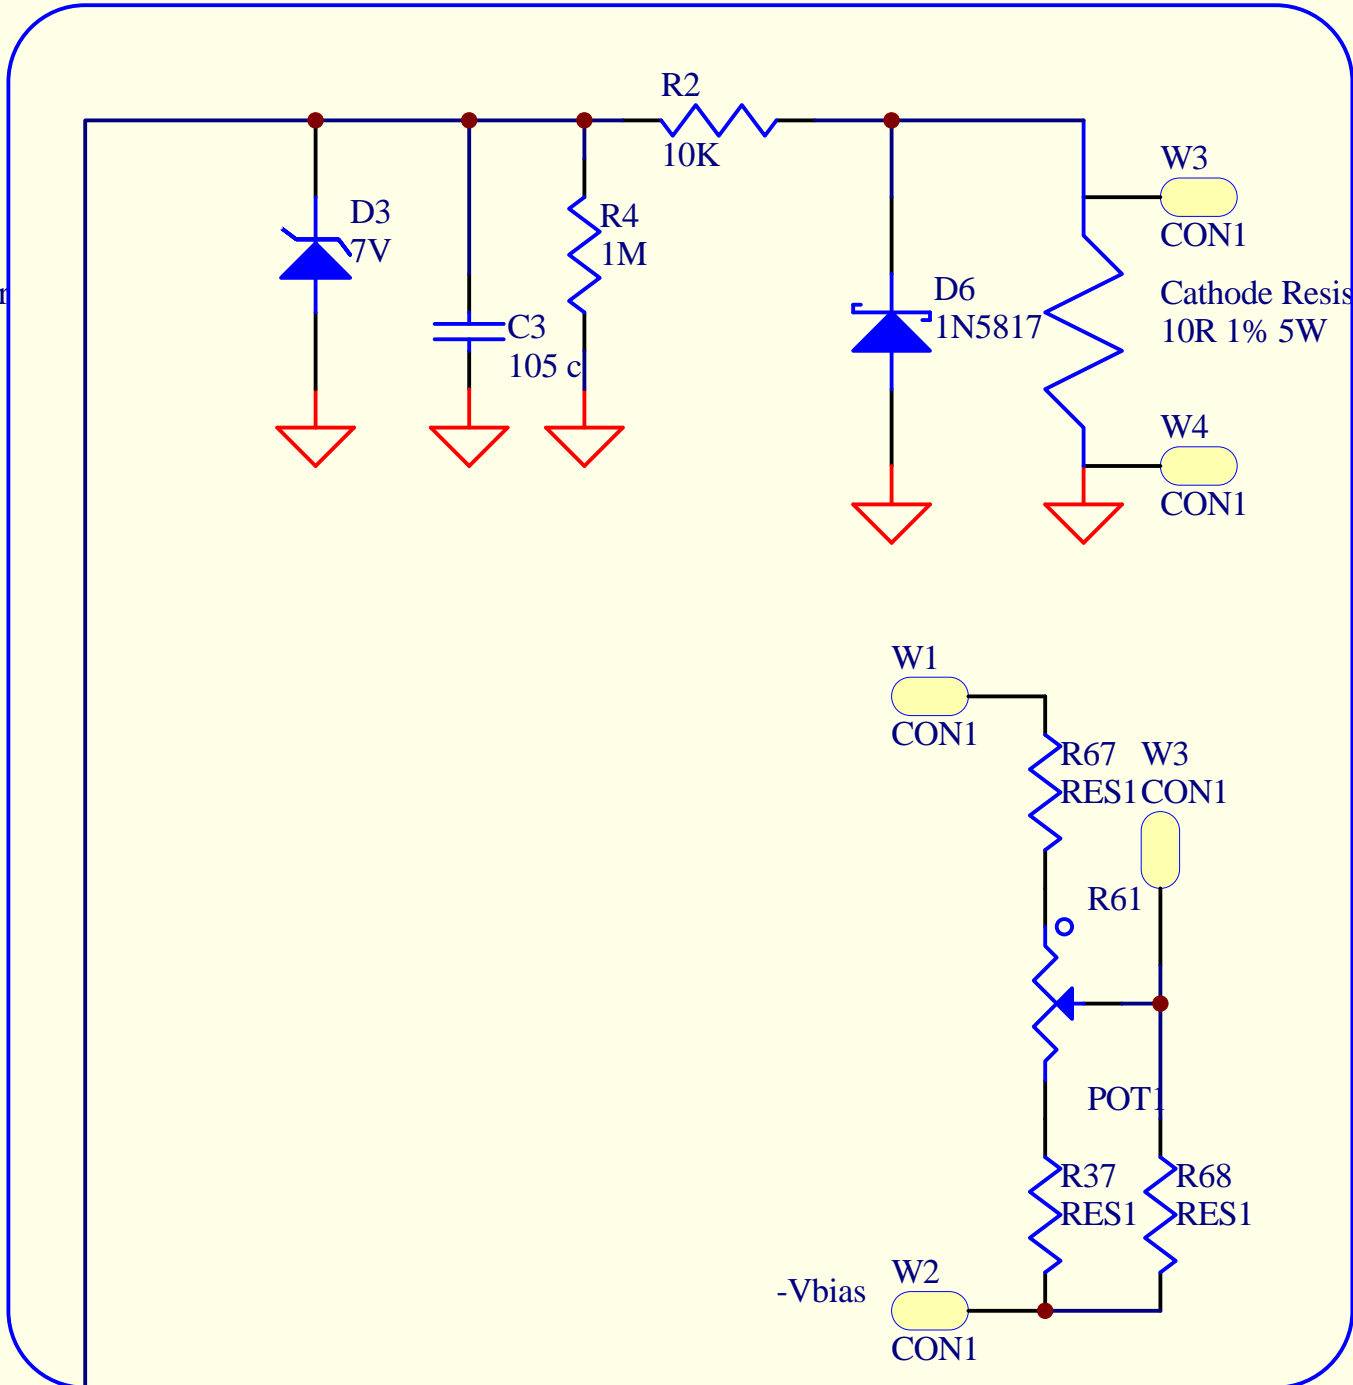 R2
10K
W3
CON1
D3
7V
R4
1M
D6
1N5817
Cathode Resis
10R 1% 5W
C3
105 c
W4
CON1
W1
CON1
R67
RES1
W3
CON1
R61
POT1
R37
RES1
R68
RES1
-Vbias
W2
CON1